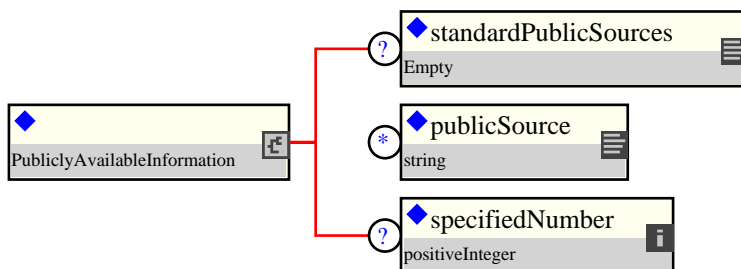 ?
standardPublicSources
Empty
PubliclyAvailableInformation
*
publicSource
string
?
specifiedNumber
positiveInteger
i